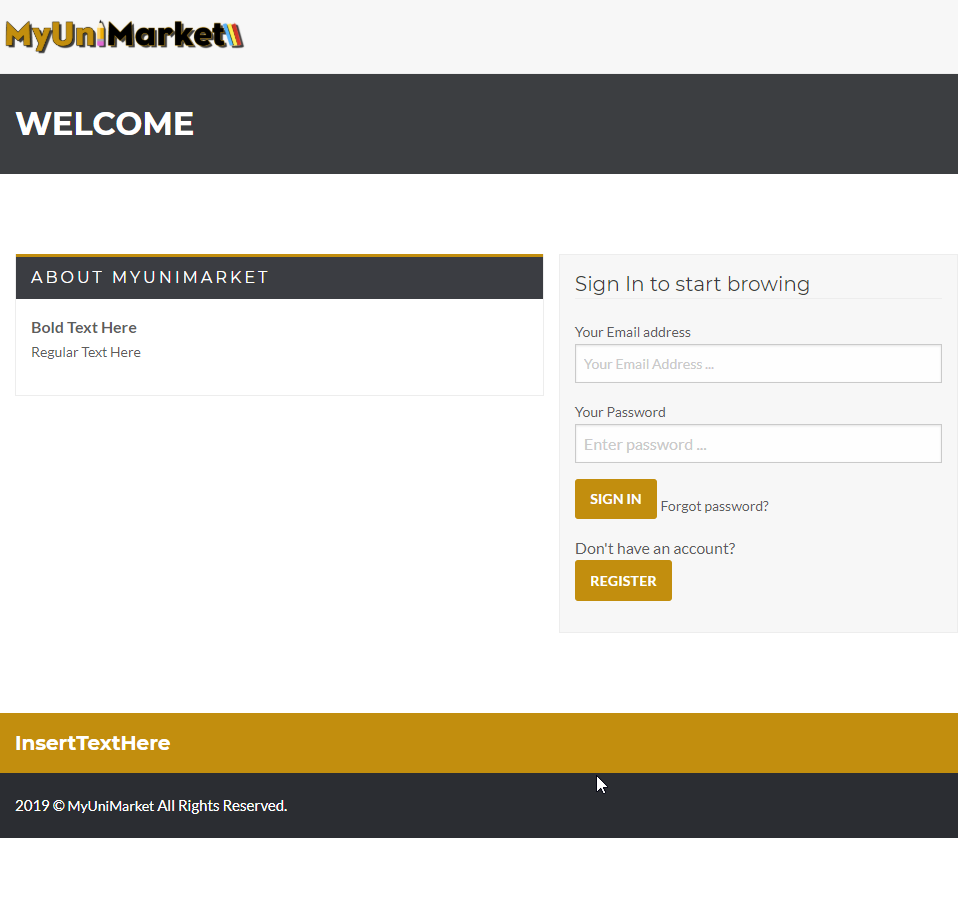 MyUniMarket
WELCOME
ABOUT MYUNIMARKET
Bold Text Here
Regular Text Here
Sign In to start browing
Your Email address
Your Email Address ...
Your Password
Enter password ...
SIGN IN Forgot password?
Don't have an account?
REGISTER
InsertTextHere
2019 © MyUniMarket All Rights Reserved.